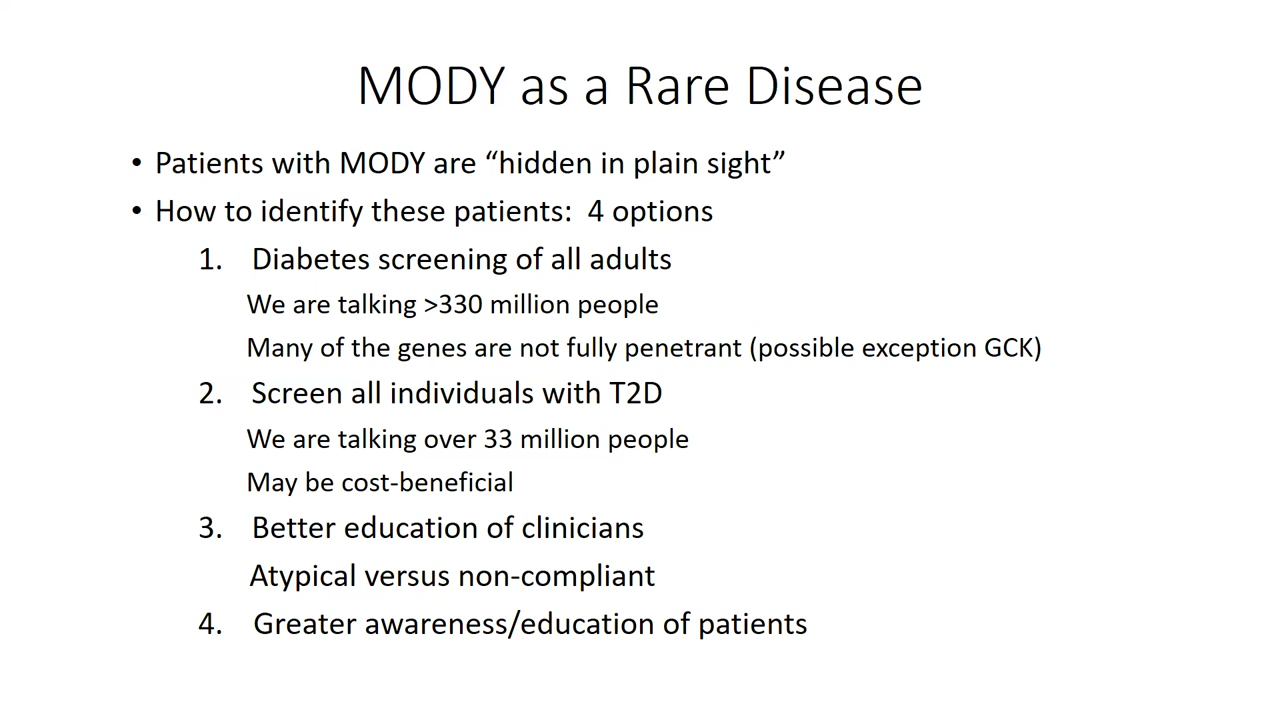 MODY as a Rare Disease
• Patients with MODY are “hidden in plain sight”
• How to identify these patients:  4 options
1. Diabetes screening of all adults
We are talking >330 million people
Many of the genes are not fully penetrant (possible exception GCK)
2. Screen all individuals with T2D
We are talking over 33 million people
May be cost-beneficial
3. Better education of clinicians
Atypical versus non-compliant
4. Greater awareness/education of patients